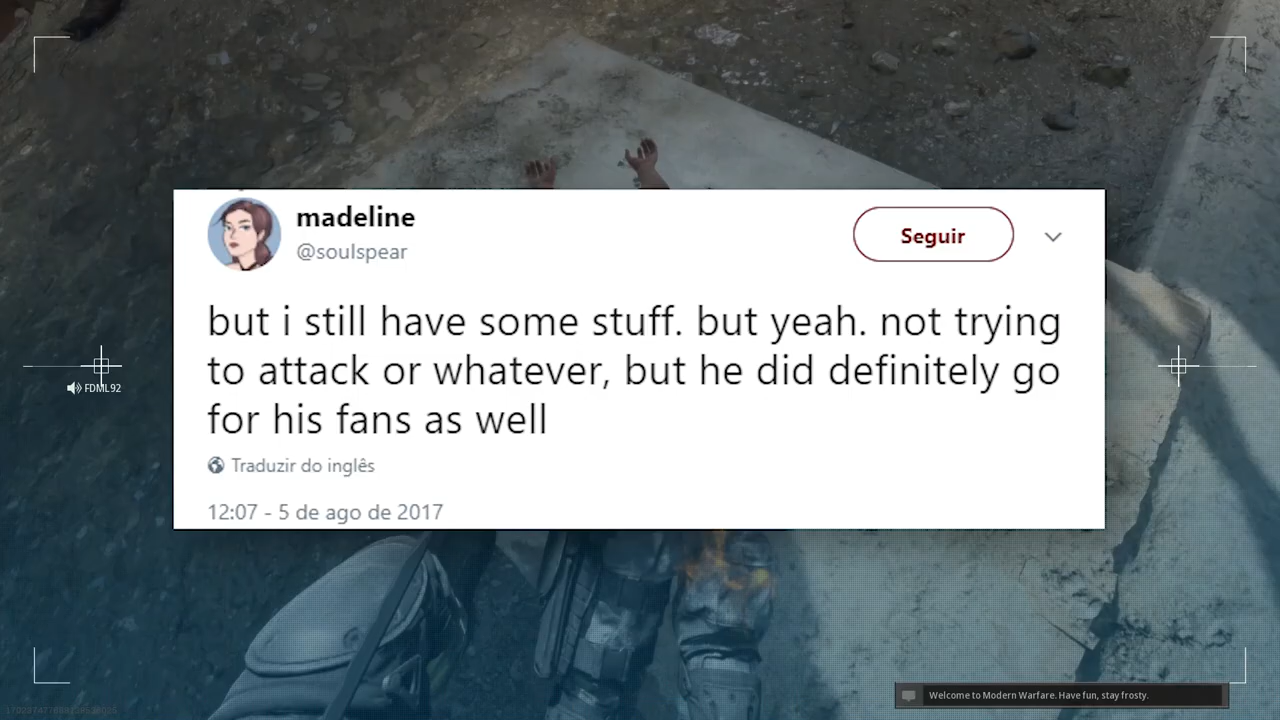 madeline
@soulspear
Seguir
but i still have some stuff. but yeah. not trying
to attack or whatever, but he did definitely go
for his fans as well
Traduzir do inglês
12:07 - 5 de ago de 2017
FDML92
Welcome to Modern Warfare. Have fun, stay frosty.